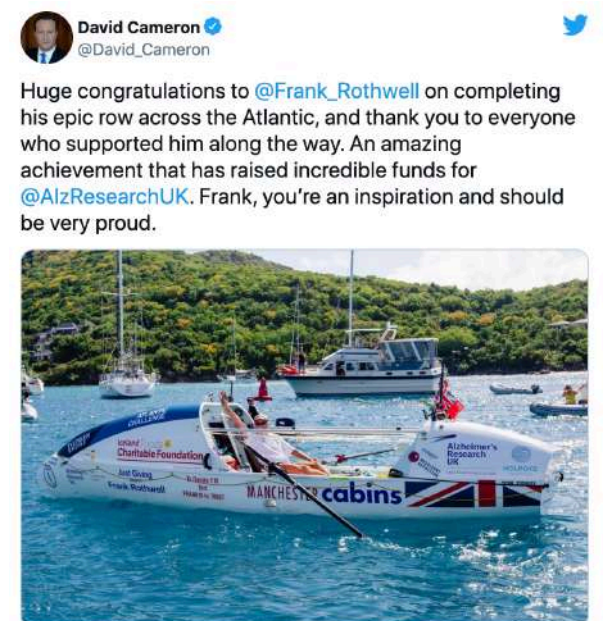 David Cameron
@David_Cameron
Huge congratulations to @Frank_Rothwell on completing
his epic row across the Atlantic, and thank you to everyone
who supported him along the way. An amazing
achievement that has raised incredible funds for
@AlzResearchUK. Frank, you're an inspiration and should
be very proud.
CHALLENGE
Iceland Foods
Charitable Foundation
Just Giving
Frank Rothwell
Alzheimer's
Research
UK
MANCHESTER cabins